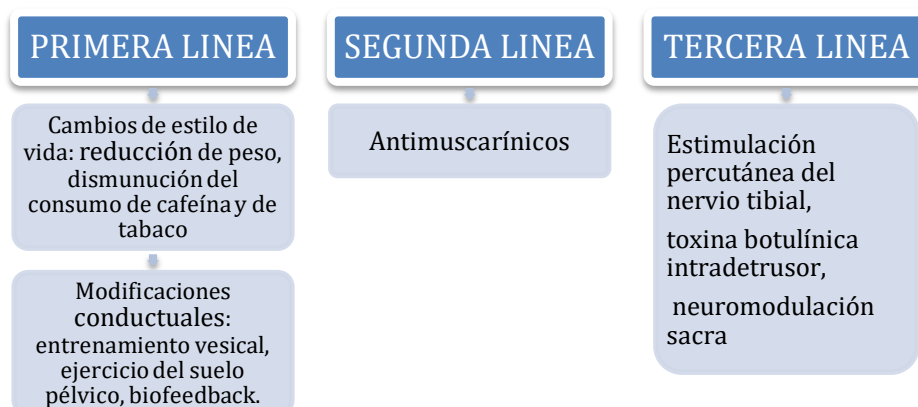 PRIMERA LINEA
Cambios de estilo de
vida: reducción de peso,
dismunución del
consumo de cafeína y de
tabaco
Modificaciones
conductuales:
entrenamiento vesical,
ejercicio del suelo
pélvico, biofeedback.
SEGUNDA LINEA
Antimuscarínicos
TERCERA LINEA
Estimulación
percutánea del
nervio tibial,
toxina botulínica
intradetrusor,
neuromodulación
sacra